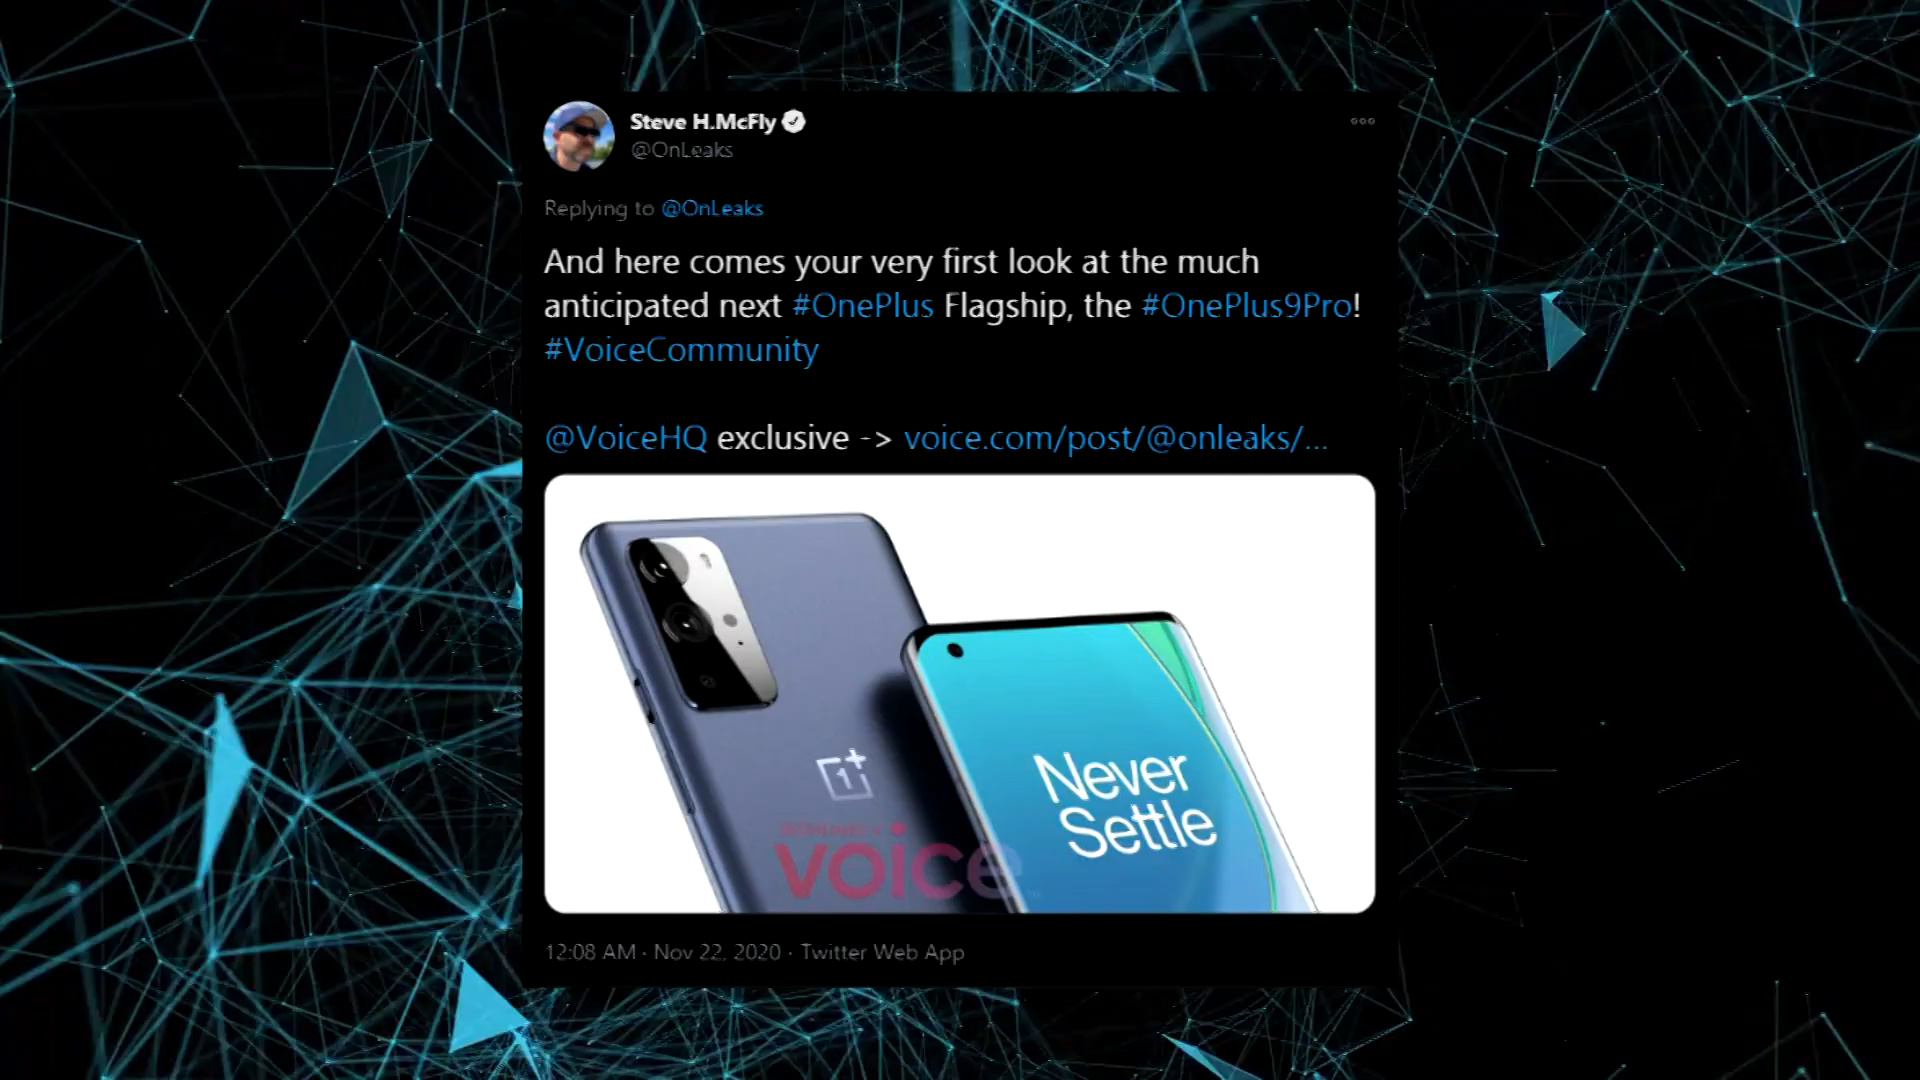 Steve H.McFly
@OnLeaks
Replying to @OnLeaks
And here comes your very first look at the much
anticipated next #OnePlus Flagship, the #OnePlus9Pro!
#VoiceCommunity
@VoiceHQ exclusive -> voice.com/post/@onleaks/...
1+
Never
Settle
voice
12:08 AM · Nov 22, 2020 · Twitter Web App